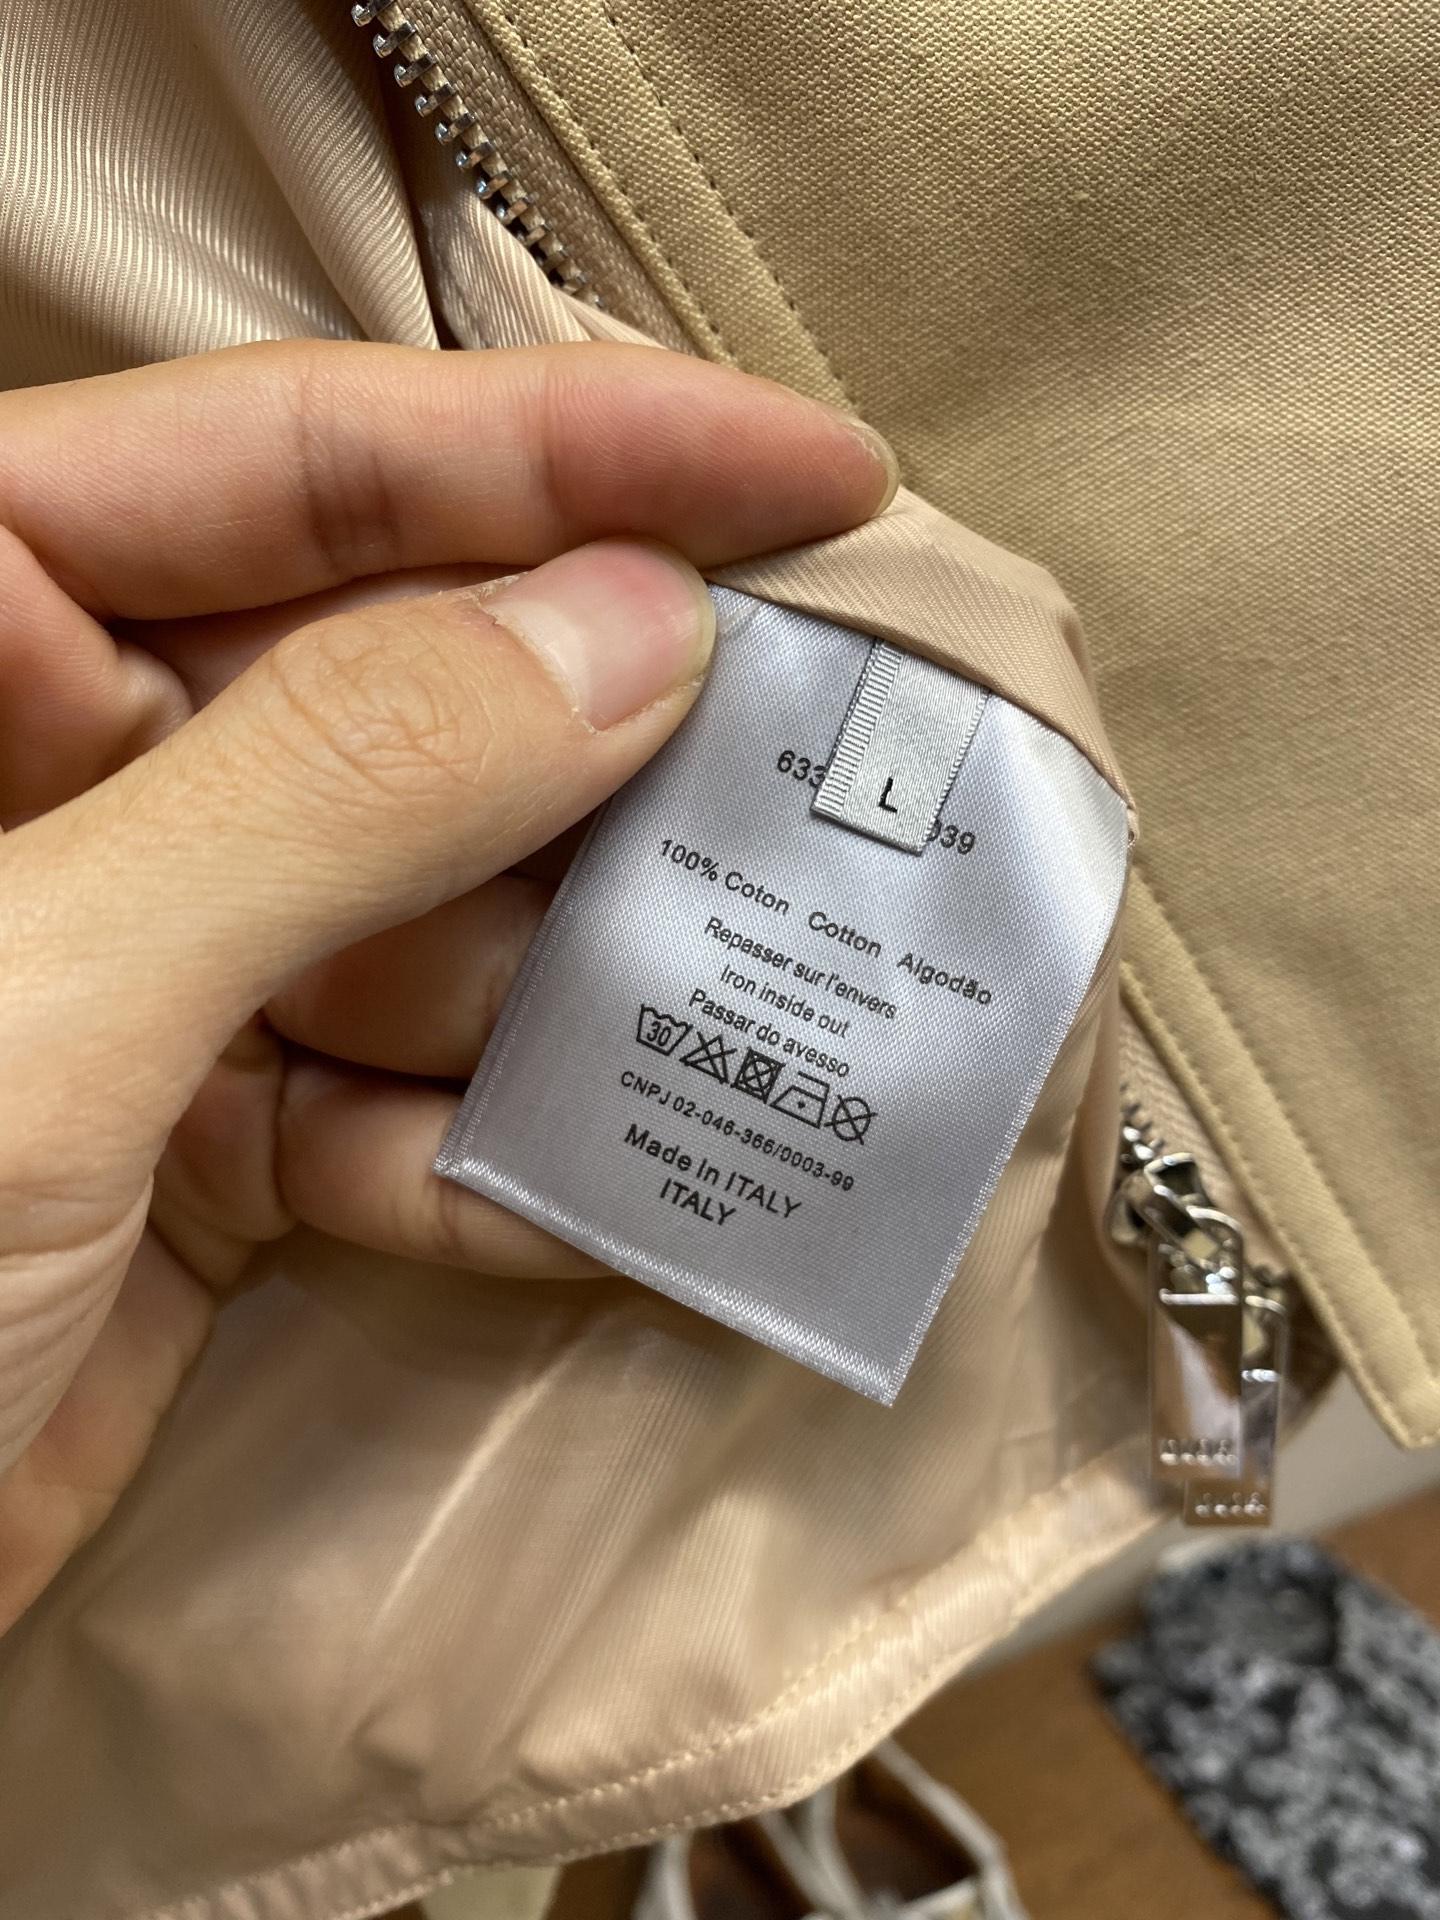 L
633 039
100% Coton Cotton Algodão
Repasser sur l'envers
Iron inside out
Passar do avesso
30
CNPJ 02-046-366/0003-99
Made in ITALY
ITALY